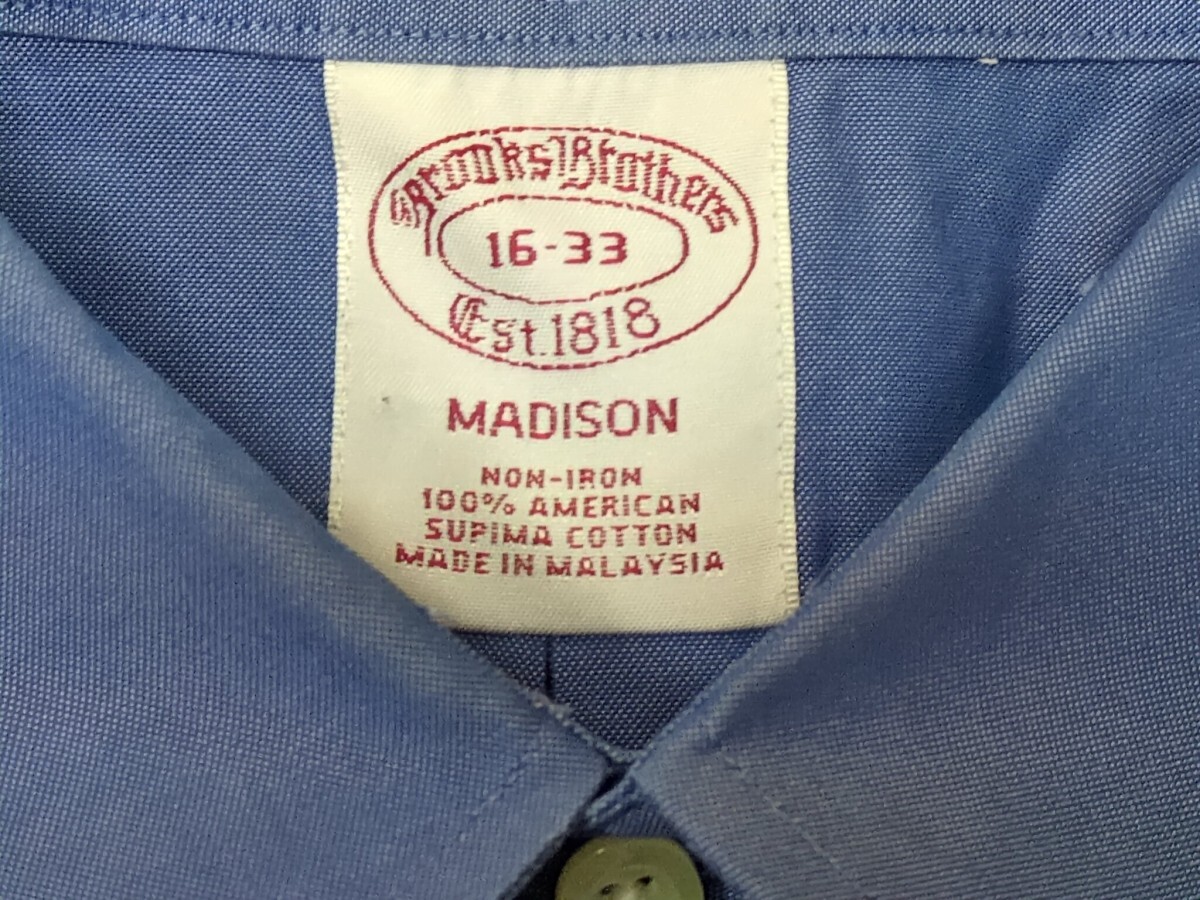 Brooks Brothers
16-33
Est. 1818
MADISON
NON-IRON
100% AMERICAN
SUPIMA COTTON
MADE IN MALAYSIA